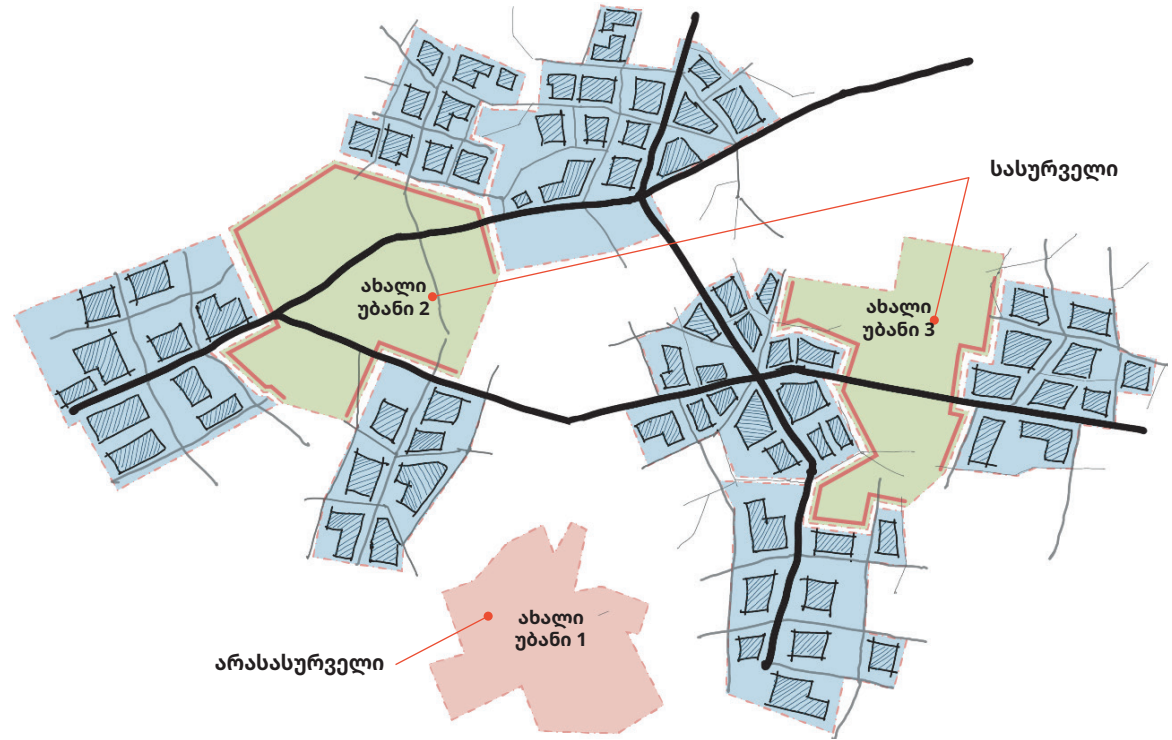 სასურველი
ახალი
უბანი 2
ახალი
უბანი 3
ახალი
უბანი 1
არასასურველი